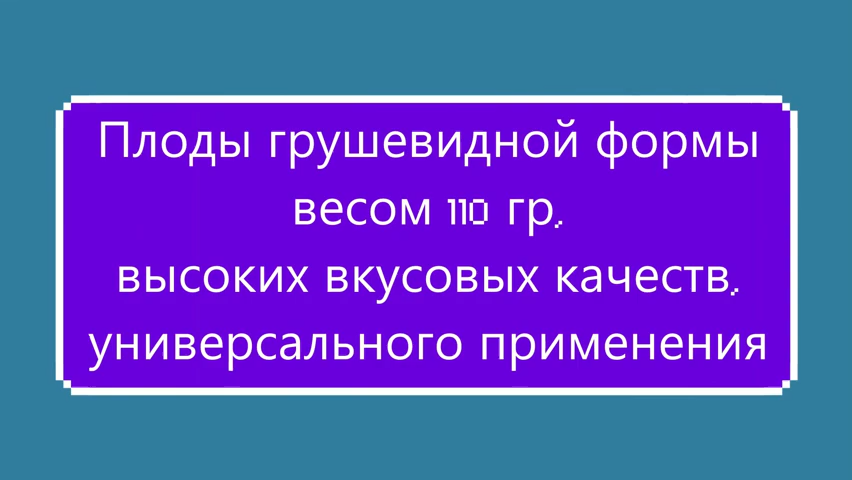 Плоды грушевидной формы
весом 110 гр.
высоких вкусовых качеств,
универсального применения